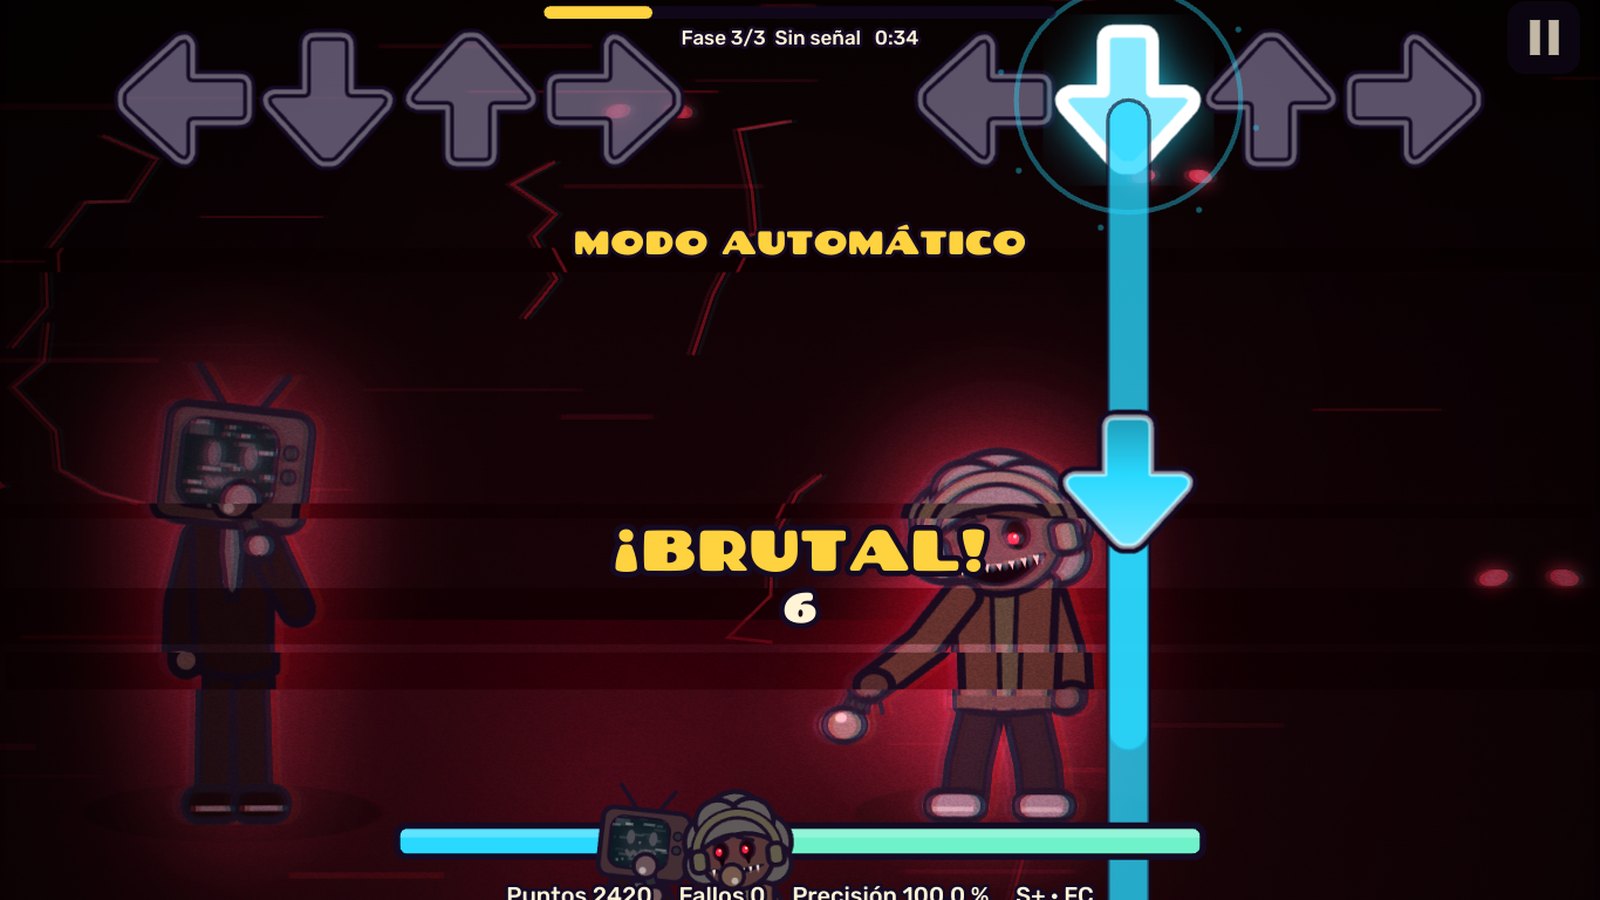 Fase 3/3 Sin señal 0:34
MODO AUTOMÁTICO
¡BRUTAL!
6
Puntos 2420 Fallos 0 Precisión 100.0 % S+ • FC